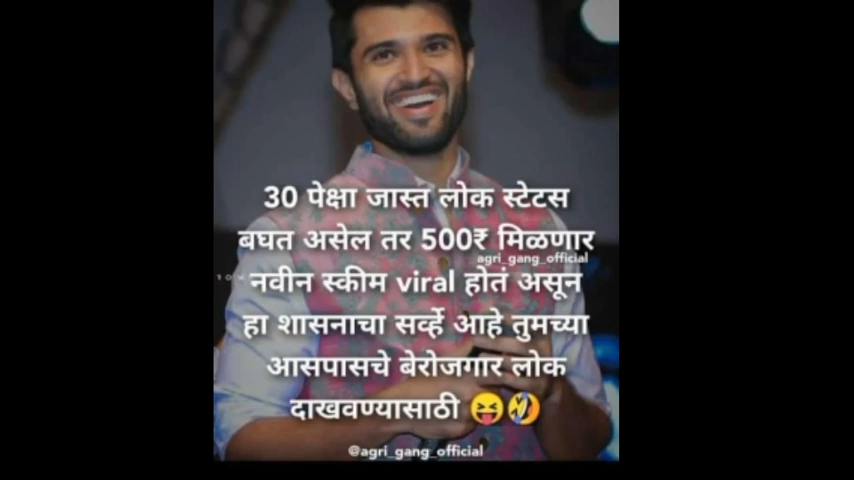 30 पेक्षा जास्त लोक स्टेटस
बघत असेल तर 500₹ मिळणार
agri_gang_official
नवीन स्कीम viral होतं असून
हा शासनाचा सर्व्हे आहे तुमच्या
आसपासचे बेरोजगार लोक
दाखवण्यासाठी 😝🤣
@agri_gang_official